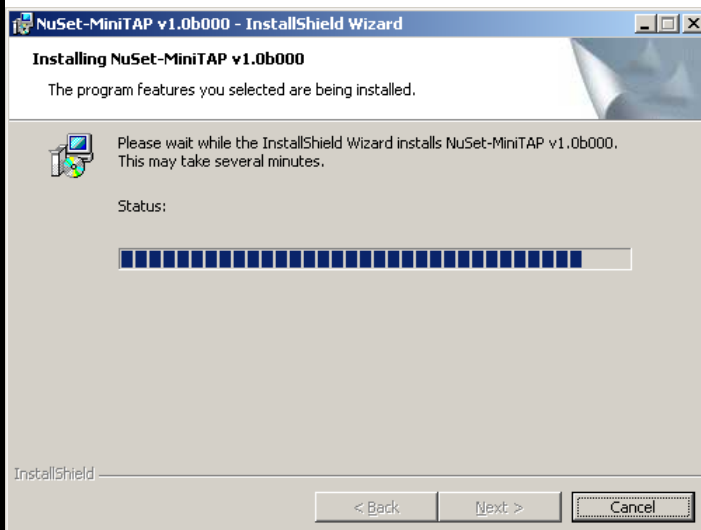 NuSet-MiniTAP v1.0b000 - InstallShield Wizard
Installing NuSet-MiniTAP v1.0b000
The program features you selected are being installed.
Please wait while the InstallShield Wizard installs NuSet-MiniTAP v1.0b000.
This may take several minutes.
Status:
InstallShield
< Back
Next >
Cancel